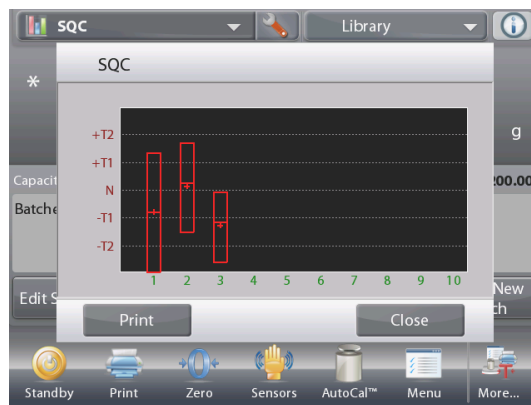 SQC
Library
SQC
*
g
+T2
+T1
N
-T1
-T2
1 2 3 4 5 6 7 8 9 10
Capacit
200.00
Batche
Edit S
New
ch
Print
Close
Standby
Print
Zero
Sensors
AutoCal™
Menu
More...